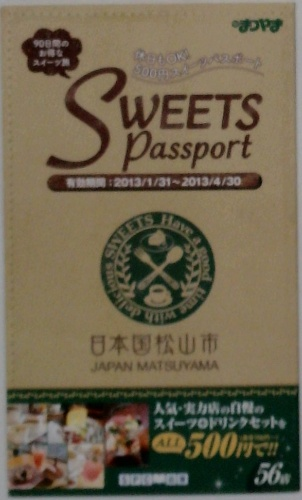 まつやま
90日間の
お得な
スイーツ旅
SWEETS
Passport
有効期間：2013/1/31～2013/4/30
SWEETS Have a good time with delicious
日本国松山市
JAPAN MATSUYAMA
人気・実力店の自慢の
スイーツ&ドリンクセットを
ALL 500円で!!
56店